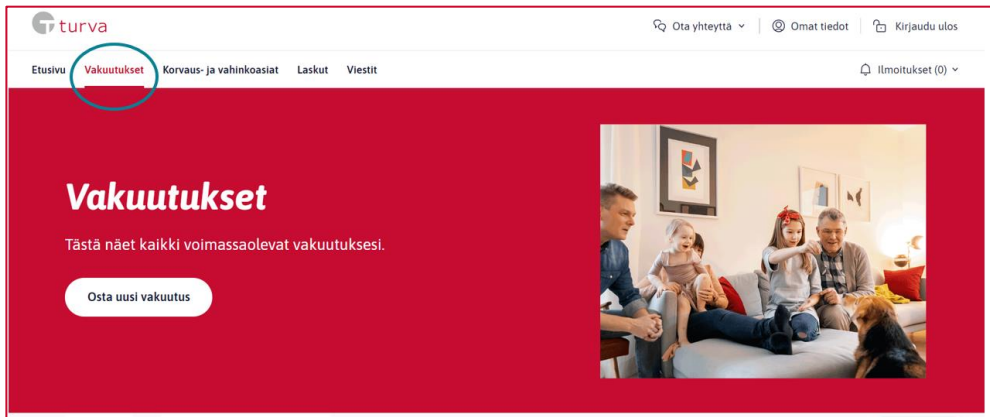 turva
Ota yhteyttä
Omat tiedot
Kirjaudu ulos
Etusivu
Vakuutukset
Korvaus- ja vahinkoasiat
Laskut
Viestit
Ilmoitukset (0)
Vakuutukset
Tästä näet kaikki voimassaolevat vakuutuksesi.
Osta uusi vakuutus